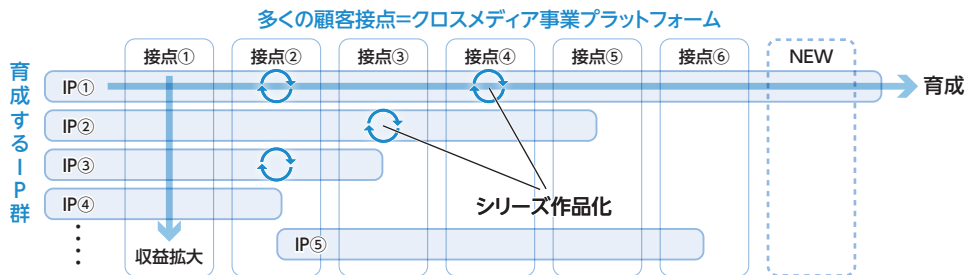 多くの顧客接点=クロスメディア事業プラットフォーム
接点① 接点② 接点③ 接点④ 接点⑤ 接点⑥ NEW
育成するIP群
IP① 育成
IP②
IP③
IP④
シリーズ作品化
IP⑤
収益拡大